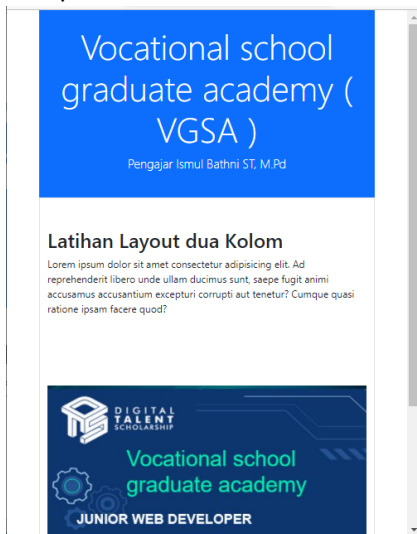 Vocational school
graduate academy (
VGSA )
Pengajar Ismul Bathni ST, M.Pd
Latihan Layout dua Kolom
Lorem ipsum dolor sit amet consectetur adipisicing elit. Ad
reprehenderit libero unde ullam ducimus sunt, saepe fugit animi
accusamus accusantium excepturi corrupti aut tenetur? Cumque quasi
ratione ipsam facere quod?
DIGITAL
TALENT
SCHOLARSHIP
Vocational school
graduate academy
JUNIOR WEB DEVELOPER